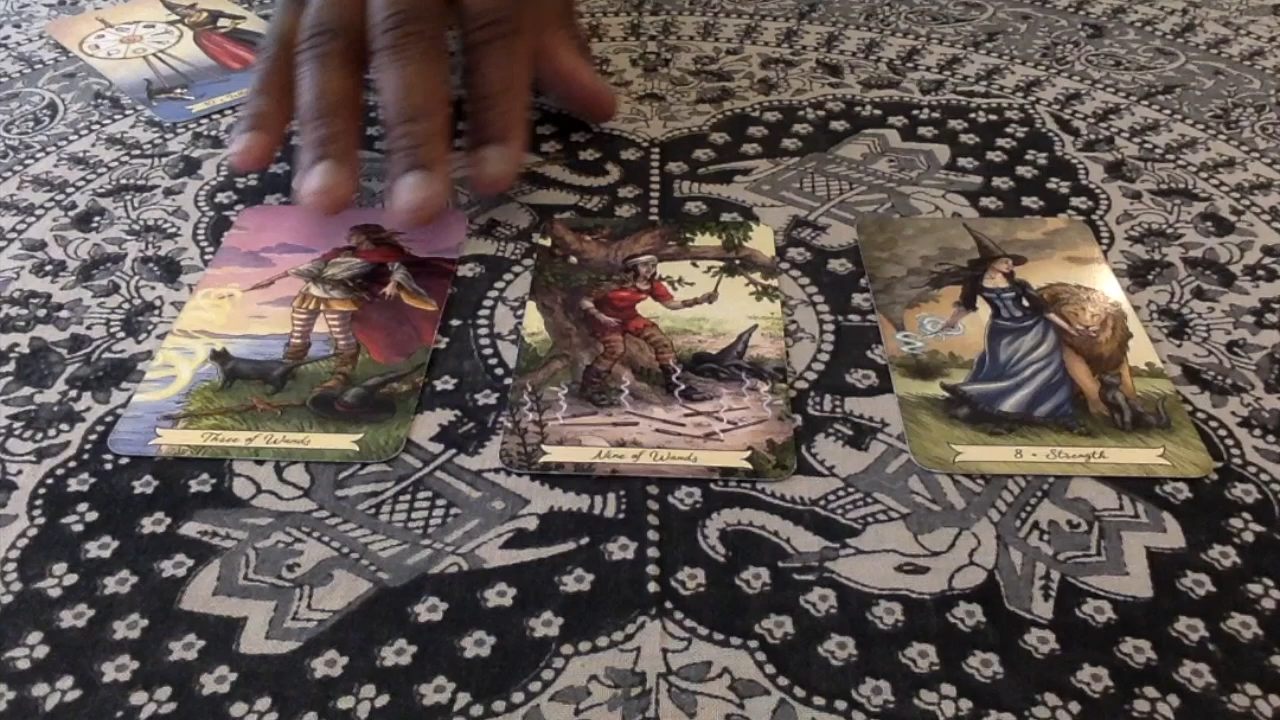 Three of Wands
Nine of Wands
8 • Strength